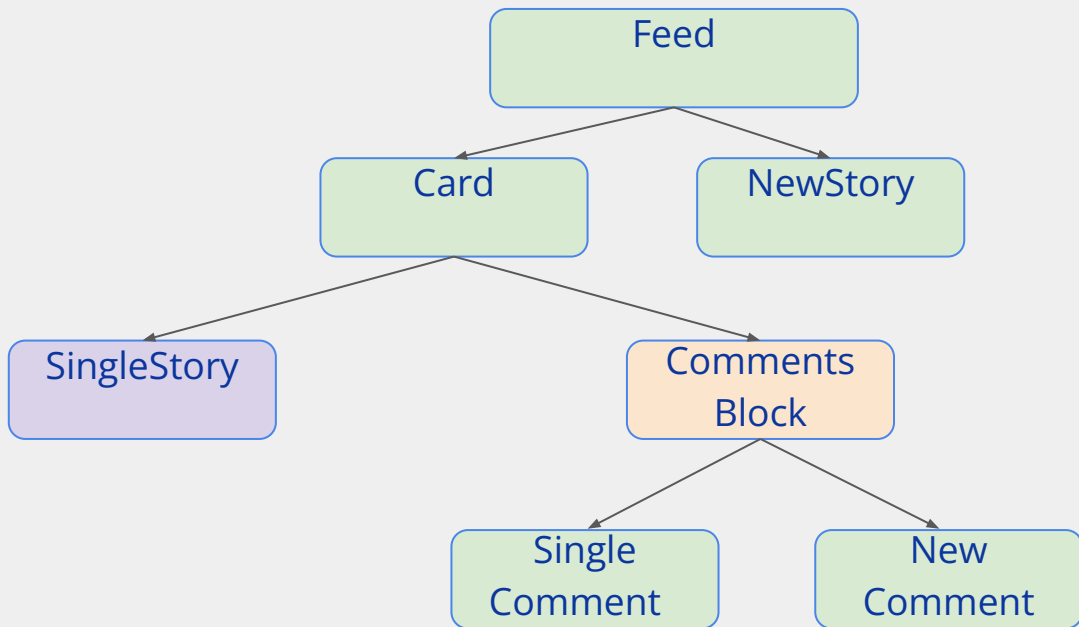 Feed
Card
NewStory
SingleStory
Comments
Block
Single
Comment
New
Comment